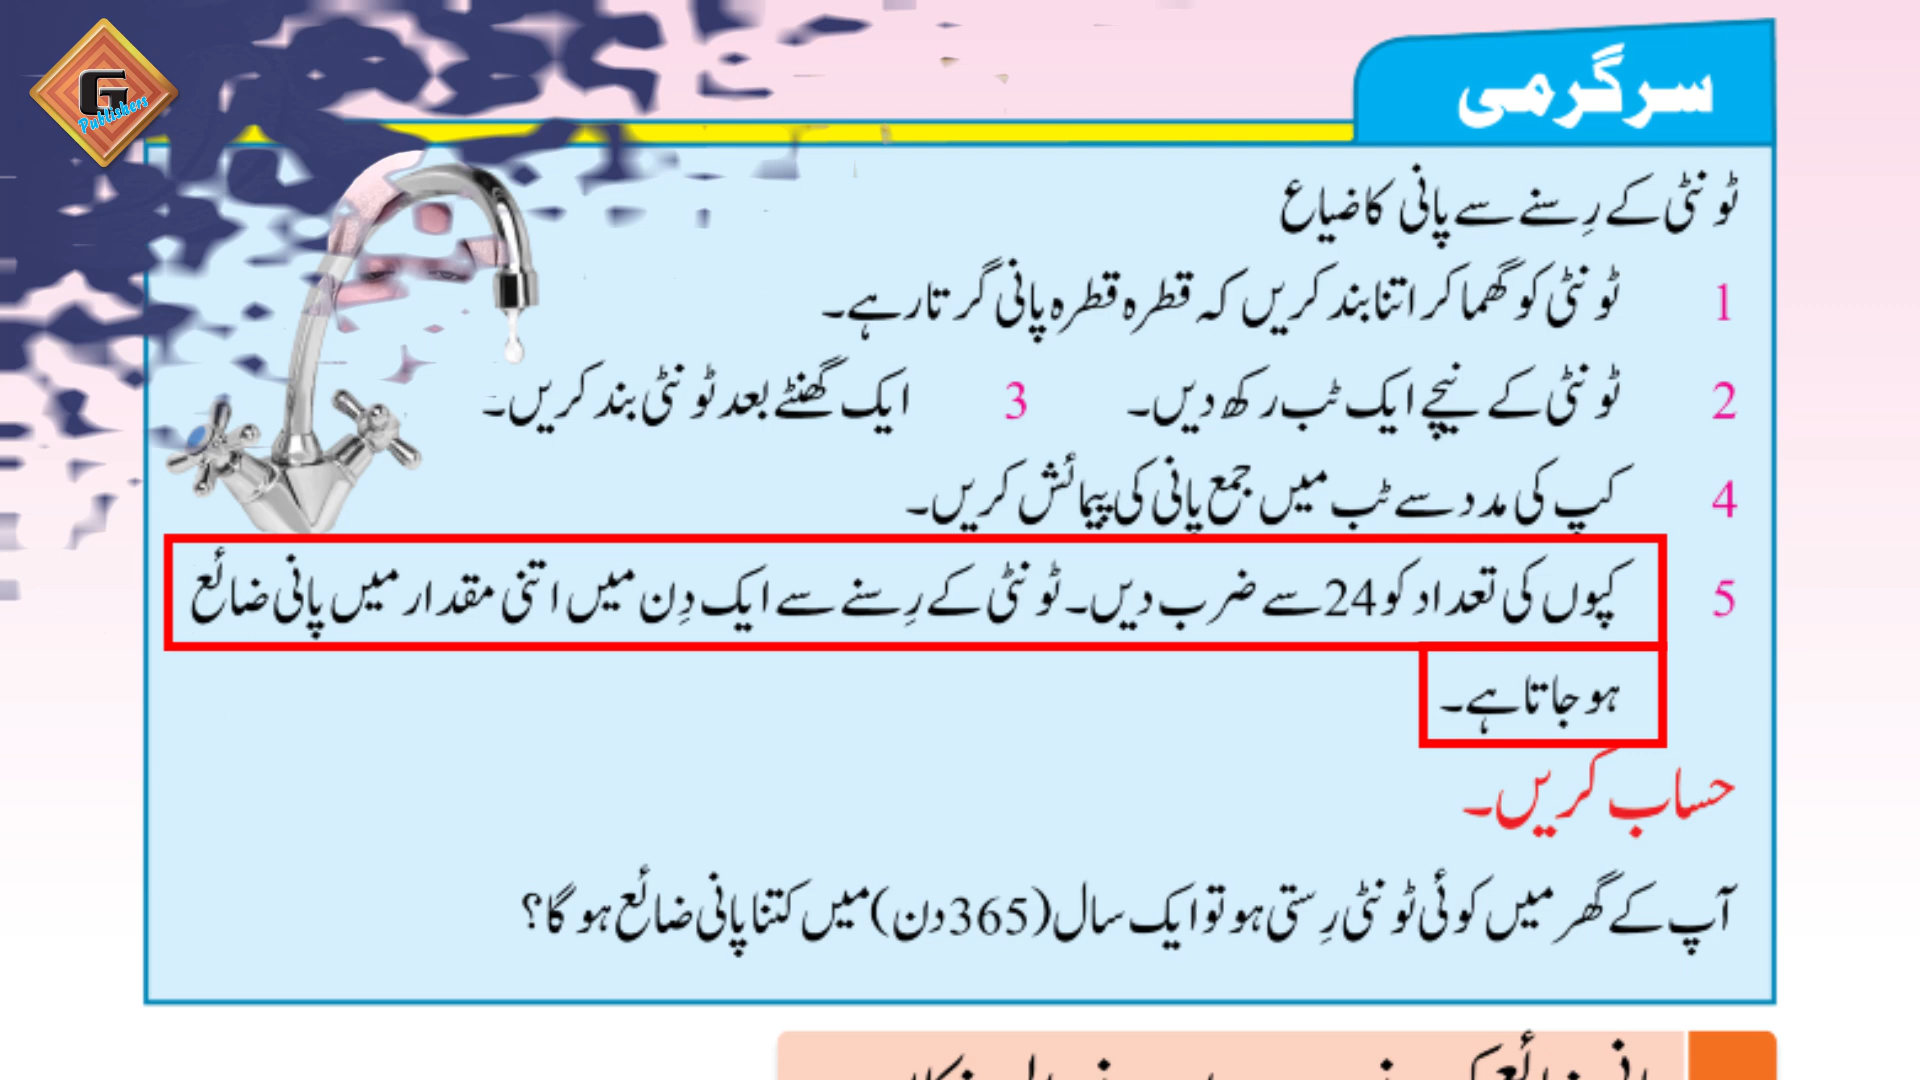 G
Publishers
سرگرمی
ٹونٹی کے رِسنے سے پانی کا ضیاع
1 ٹونٹی کو گھما کر اتنا بند کریں کہ قطرہ قطرہ پانی گرتا رہے۔
2 ٹونٹی کے نیچے ایک ٹب رکھ دیں۔ 3 ایک گھنٹے بعد ٹونٹی بند کریں۔
4 کپ کی مدد سے ٹب میں جمع پانی کی پیمائش کریں۔
5 کپوں کی تعداد کو 24 سے ضرب دیں۔ ٹونٹی کے رِسنے سے ایک دِن میں اتنی مقدار میں پانی ضائع
ہو جاتا ہے۔
حساب کریں۔
آپ کے گھر میں کوئی ٹونٹی رِستی ہو تو ایک سال (365 دن) میں کتنا پانی ضائع ہو گا؟